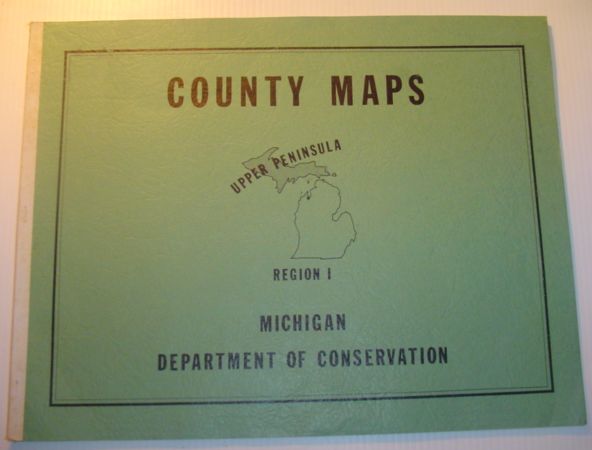 COUNTY MAPS
UPPER PENINSULA
REGION I
MICHIGAN
DEPARTMENT OF CONSERVATION